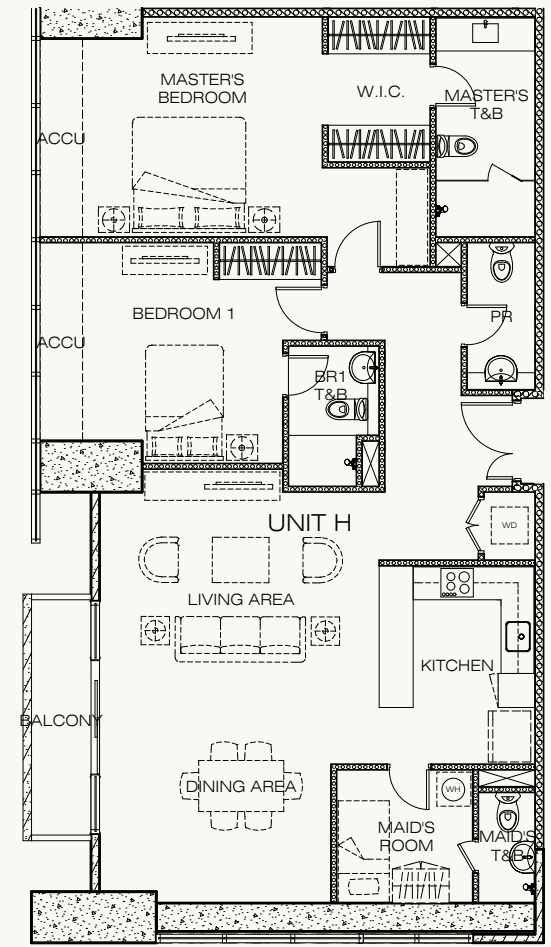 MASTER'S
BEDROOM
W.I.C.
MASTER'S
T&B
ACCU
BEDROOM 1
PR
ACCU
BR1
T&B
UNIT H
WD
LIVING AREA
KITCHEN
BALCONY
DINING AREA
WH
MAID'S
ROOM
MAID'S
T&B